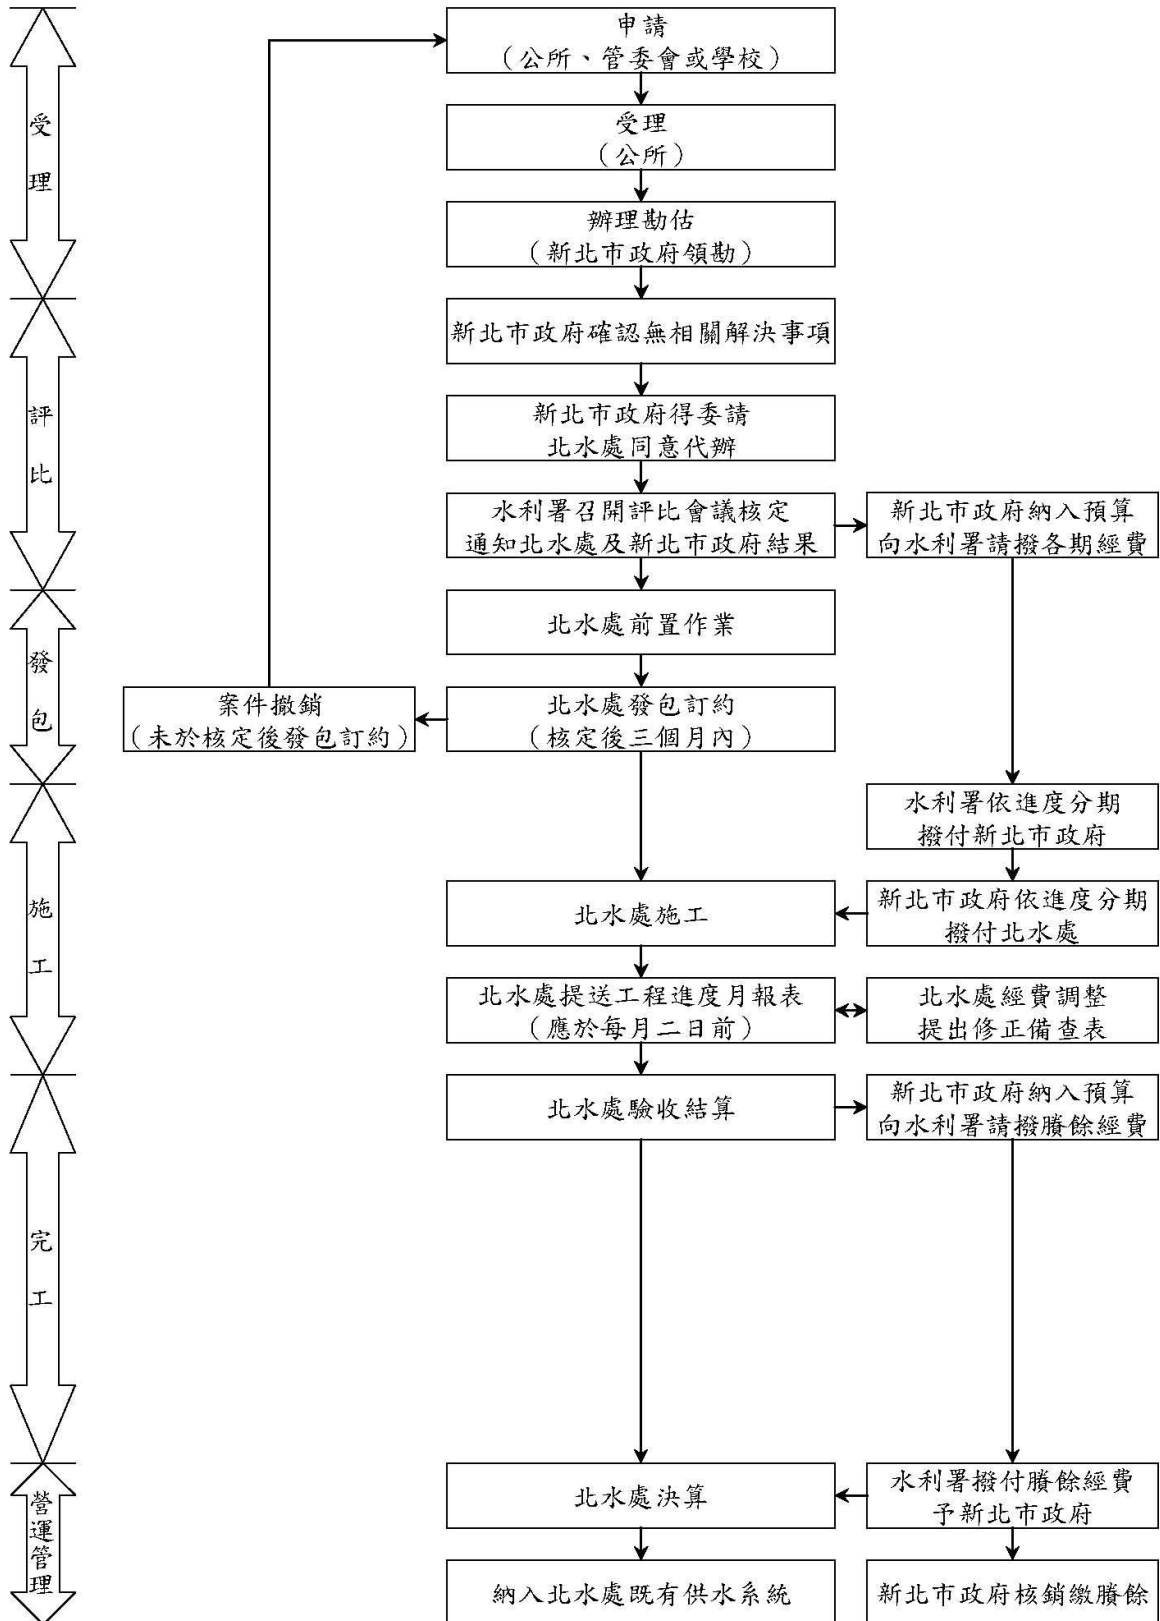 受理
申請
（公所、管委會或學校）
受理
（公所）
辦理勘估
（新北市政府領勘）
評比
新北市政府確認無相關解決事項
新北市政府得委請
北水處同意代辦
水利署召開評比會議核定
通知北水處及新北市政府結果
新北市政府納入預算
向水利署請撥各期經費
發包
北水處前置作業
案件撤銷
（未於核定後發包訂約）
北水處發包訂約
（核定後三個月內）
施工
水利署依進度分期
撥付新北市政府
北水處施工
新北市政府依進度分期
撥付北水處
北水處提送工程進度月報表
（應於每月二日前）
北水處經費調整
提出修正備查表
完工
北水處驗收結算
新北市政府納入預算
向水利署請撥賸餘經費
營運管理
北水處決算
水利署撥付賸餘經費
予新北市政府
納入北水處既有供水系統
新北市政府核銷繳賸餘